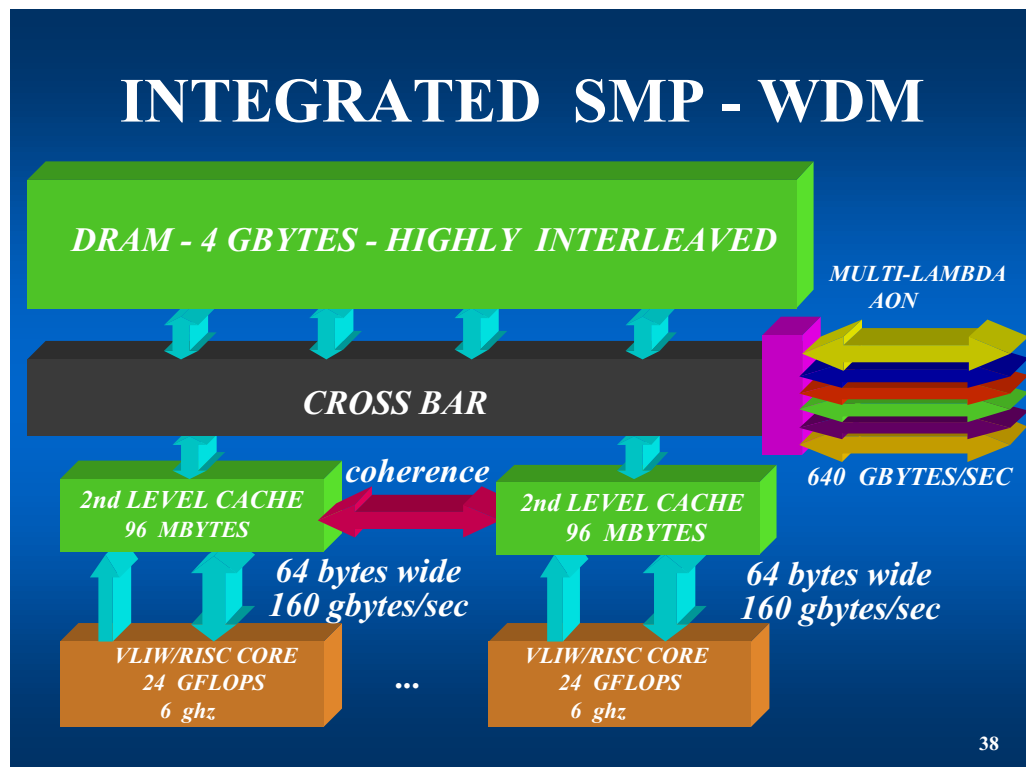 INTEGRATED SMP - WDM
DRAM - 4 GBYTES - HIGHLY INTERLEAVED
MULTI-LAMBDA
AON
CROSS BAR
640 GBYTES/SEC
coherence
2nd LEVEL CACHE
96 MBYTES
2nd LEVEL CACHE
96 MBYTES
64 bytes wide
160 gbytes/sec
64 bytes wide
160 gbytes/sec
VLIW/RISC CORE
24 GFLOPS
6 ghz
...
VLIW/RISC CORE
24 GFLOPS
6 ghz
38